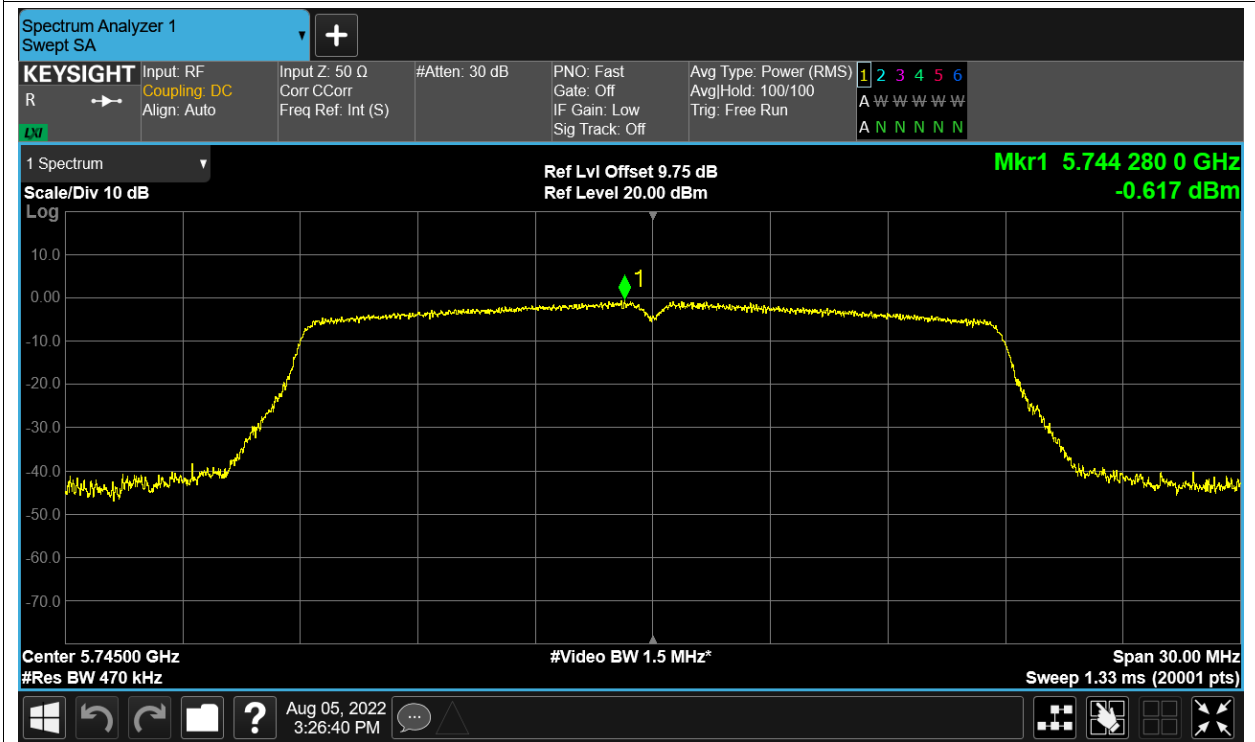 Spectrum Analyzer 1
Swept SA
+
KEYSIGHT
R
LXI
Input: RF
Coupling: DC
Align: Auto
Input Z: 50 Ω
Corr CCorr
Freq Ref: Int (S)
#Atten: 30 dB
PNO: Fast
Gate: Off
IF Gain: Low
Sig Track: Off
Avg Type: Power (RMS)
Avg|Hold: 100/100
Trig: Free Run
1 2 3 4 5 6
A W W W W W
A N N N N N
1 Spectrum
Scale/Div 10 dB
Log
Ref Lvl Offset 9.75 dB
Ref Level 20.00 dBm
Mkr1 5.744 280 0 GHz
-0.617 dBm
10.0
0.00
-10.0
-20.0
-30.0
-40.0
-50.0
-60.0
-70.0
1
Center 5.74500 GHz
#Res BW 470 kHz
#Video BW 1.5 MHz*
Span 30.00 MHz
Sweep 1.33 ms (20001 pts)
?
Aug 05, 2022
3:26:40 PM